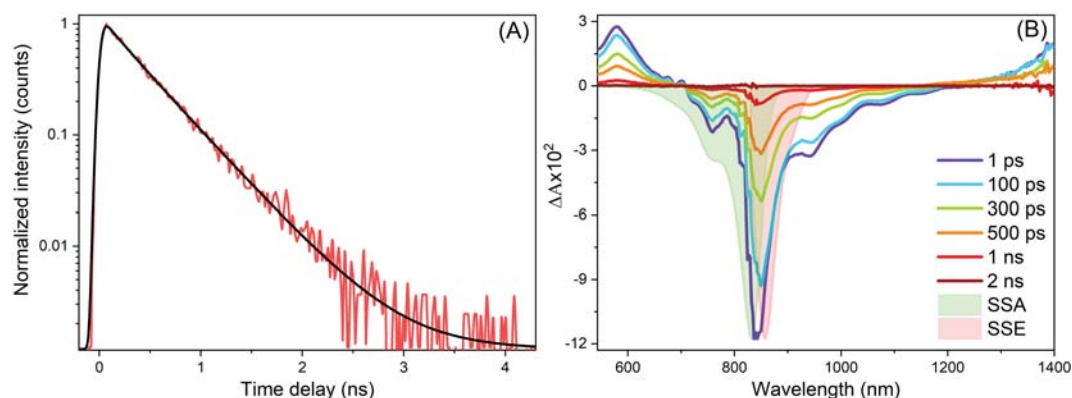 (A)
Normalized intensity (counts)
1
0.1
0.01
0
1
2
3
4
Time delay (ns)
(B)
ΔAx10²
3
0
-3
-6
-9
-12
1 ps
100 ps
300 ps
500 ps
1 ns
2 ns
SSA
SSE
600
800
1000
1200
1400
Wavelength (nm)